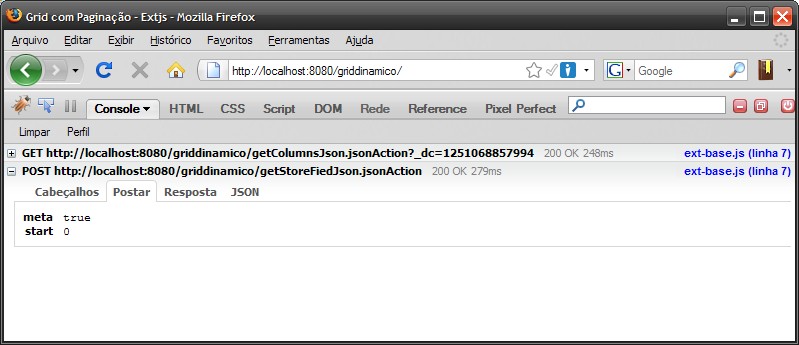 Grid com Paginação - Extjs - Mozilla Firefox
Arquivo Editar Exibir Histórico Favoritos Ferramentas Ajuda
http://localhost:8080/griddinamico/ G Google
Console HTML CSS Script DOM Rede Reference Pixel Perfect
Limpar Perfil
GET http://localhost:8080/griddinamico/getColumnsJson.jsonAction?_dc=1251068857994 200 OK 248ms ext-base.js (linha 7)
POST http://localhost:8080/griddinamico/getStoreFiedJson.jsonAction 200 OK 279ms ext-base.js (linha 7)
Cabeçalhos Postar Resposta JSON
meta true
start 0